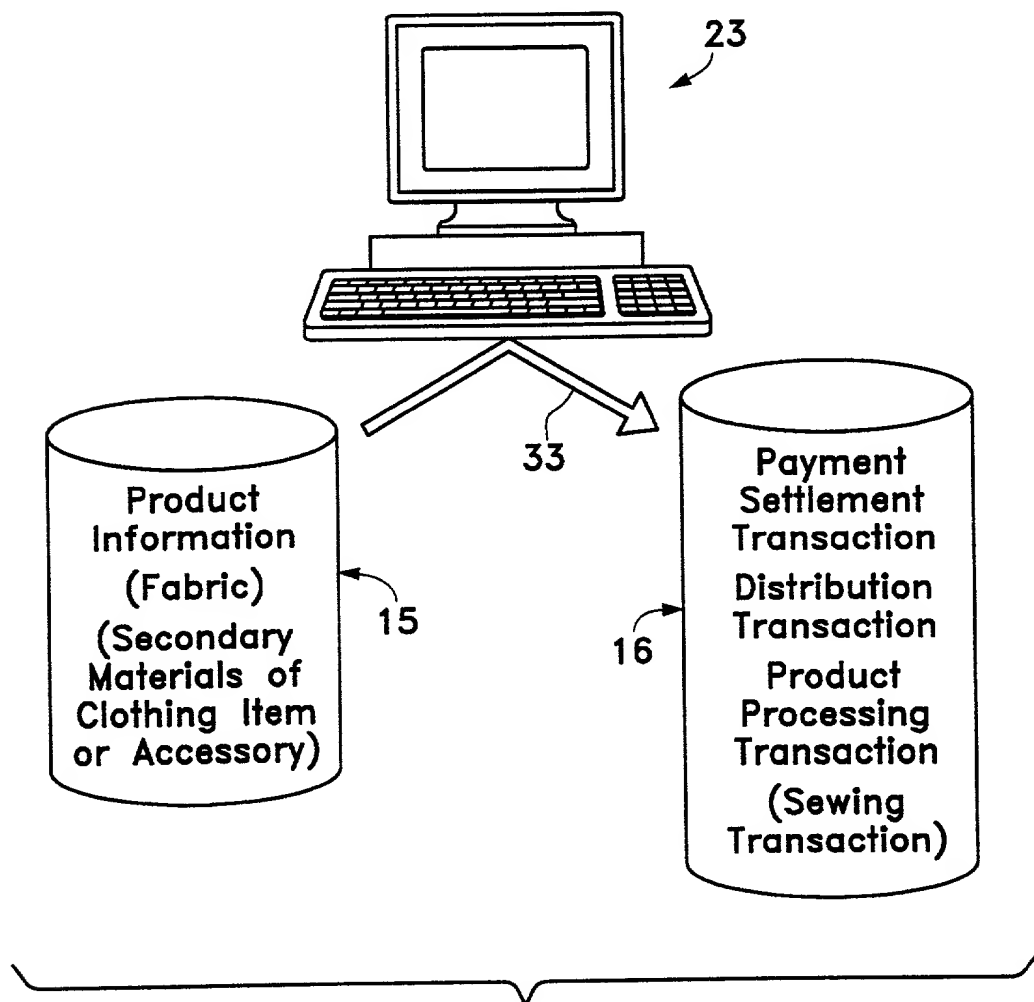 23
33
Product
Information
(Fabric)
(Secondary
Materials of
Clothing Item
or Accessory)
15
Payment
Settlement
Transaction
Distribution
Transaction
Product
Processing
Transaction
(Sewing
Transaction)
16